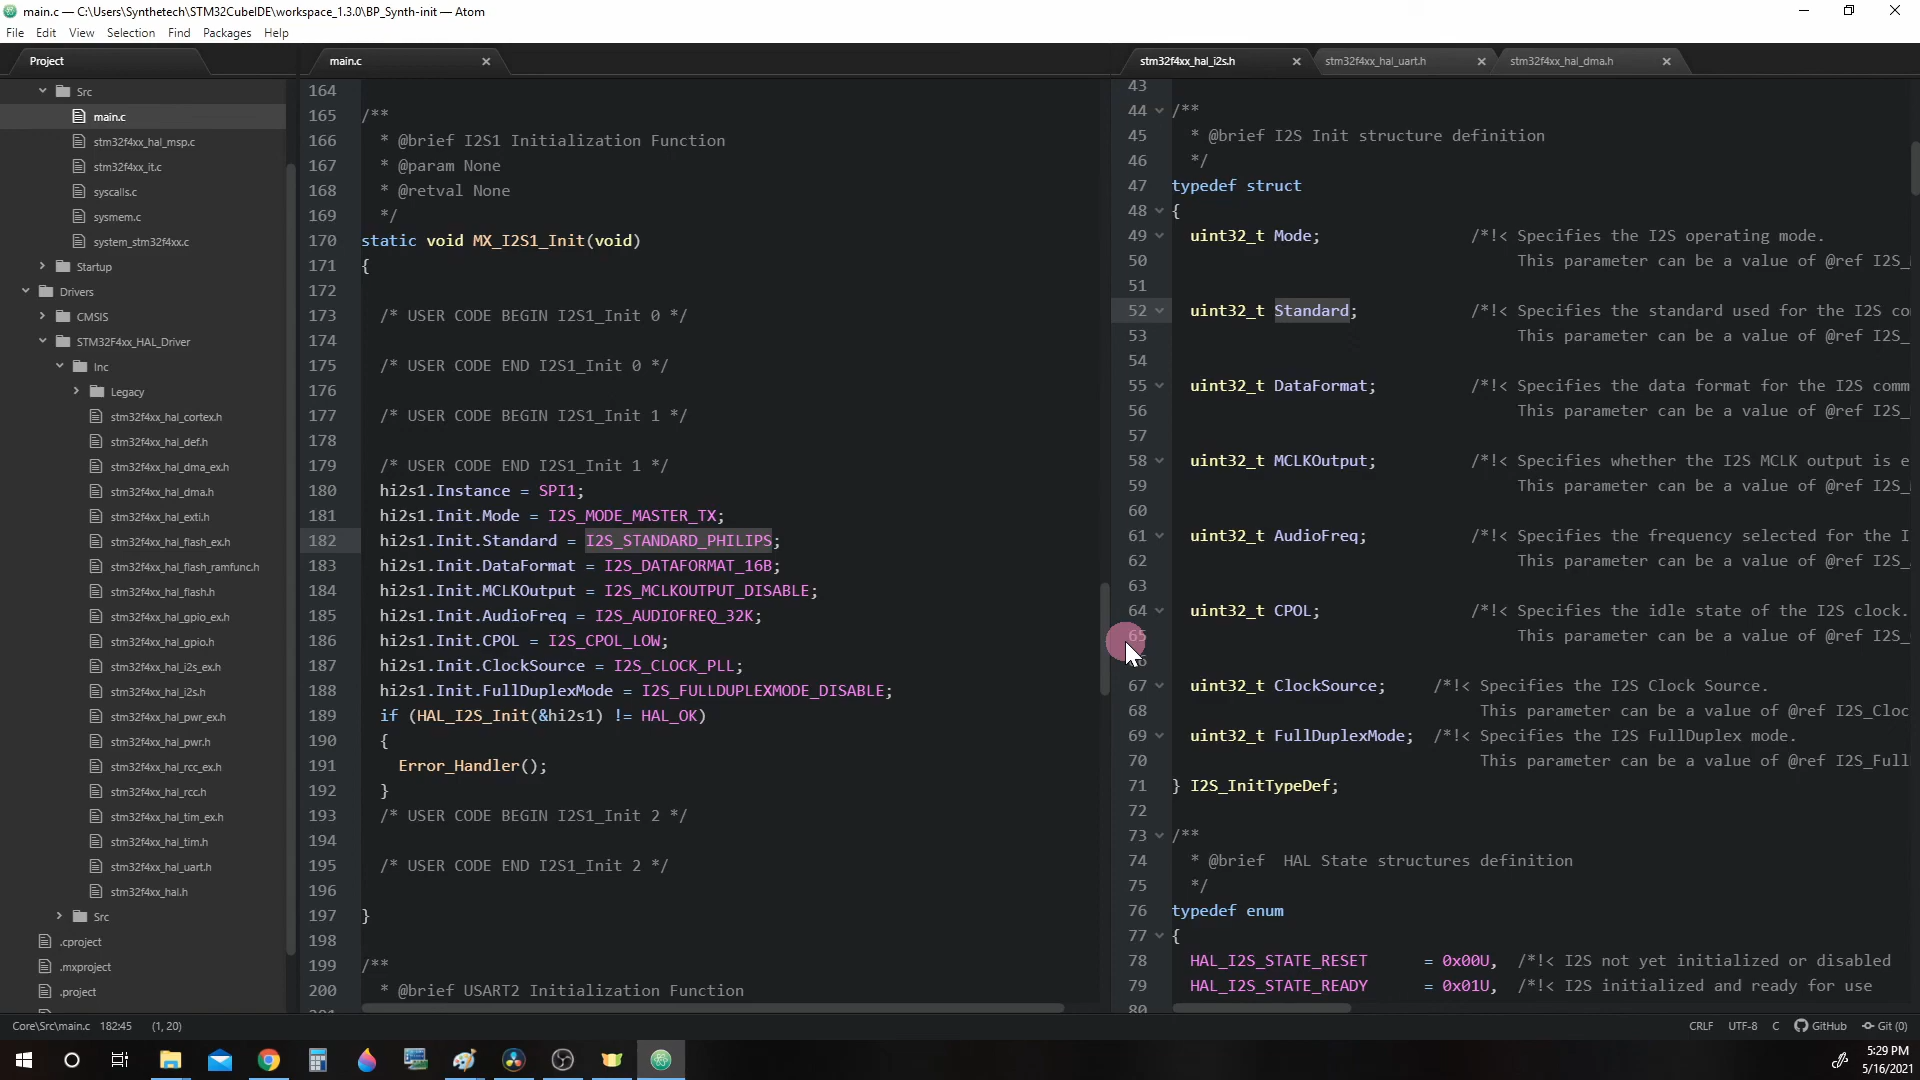 main.c — C:\Users\Synthetech\STM32CubeIDE\workspace_1.3.0\BP_Synth-init — Atom
File Edit View Selection Find Packages Help
Project
Src
main.c
stm32f4xx_hal_msp.c
stm32f4xx_it.c
syscalls.c
sysmem.c
system_stm32f4xx.c
Startup
Drivers
CMSIS
STM32F4xx_HAL_Driver
Inc
Legacy
stm32f4xx_hal_cortex.h
stm32f4xx_hal_def.h
stm32f4xx_hal_dma_ex.h
stm32f4xx_hal_dma.h
stm32f4xx_hal_exti.h
stm32f4xx_hal_flash_ex.h
stm32f4xx_hal_flash_ramfunc.h
stm32f4xx_hal_flash.h
stm32f4xx_hal_gpio_ex.h
stm32f4xx_hal_gpio.h
stm32f4xx_hal_i2s_ex.h
stm32f4xx_hal_i2s.h
stm32f4xx_hal_pwr_ex.h
stm32f4xx_hal_pwr.h
stm32f4xx_hal_rcc_ex.h
stm32f4xx_hal_rcc.h
stm32f4xx_hal_tim_ex.h
stm32f4xx_hal_tim.h
stm32f4xx_hal_uart.h
stm32f4xx_hal.h
Src
.cproject
.mxproject
.project
main.c
164
165 /**
166 * @brief I2S1 Initialization Function
167 * @param None
168 * @retval None
169 */
170 static void MX_I2S1_Init(void)
171 {
172
173 /* USER CODE BEGIN I2S1_Init 0 */
174
175 /* USER CODE END I2S1_Init 0 */
176
177 /* USER CODE BEGIN I2S1_Init 1 */
178
179 /* USER CODE END I2S1_Init 1 */
180 hi2s1.Instance = SPI1;
181 hi2s1.Init.Mode = I2S_MODE_MASTER_TX;
182 hi2s1.Init.Standard = I2S_STANDARD_PHILIPS;
183 hi2s1.Init.DataFormat = I2S_DATAFORMAT_16B;
184 hi2s1.Init.MCLKOutput = I2S_MCLKOUTPUT_DISABLE;
185 hi2s1.Init.AudioFreq = I2S_AUDIOFREQ_32K;
186 hi2s1.Init.CPOL = I2S_CPOL_LOW;
187 hi2s1.Init.ClockSource = I2S_CLOCK_PLL;
188 hi2s1.Init.FullDuplexMode = I2S_FULLDUPLEXMODE_DISABLE;
189 if (HAL_I2S_Init(&hi2s1) != HAL_OK)
190 {
191 Error_Handler();
192 }
193 /* USER CODE BEGIN I2S1_Init 2 */
194
195 /* USER CODE END I2S1_Init 2 */
196
197 }
198
199 /**
200 * @brief USART2 Initialization Function
stm32f4xx_hal_i2s.h stm32f4xx_hal_uart.h stm32f4xx_hal_dma.h
43
44 /**
45 * @brief I2S Init structure definition
46 */
47 typedef struct
48 {
49 uint32_t Mode; /*!< Specifies the I2S operating mode.
50 This parameter can be a value of @ref I2S_
51
52 uint32_t Standard; /*!< Specifies the standard used for the I2S co
53 This parameter can be a value of @ref I2S_
54
55 uint32_t DataFormat; /*!< Specifies the data format for the I2S comm
56 This parameter can be a value of @ref I2S_
57
58 uint32_t MCLKOutput; /*!< Specifies whether the I2S MCLK output is e
59 This parameter can be a value of @ref I2S_
60
61 uint32_t AudioFreq; /*!< Specifies the frequency selected for the I
62 This parameter can be a value of @ref I2S_
63
64 uint32_t CPOL; /*!< Specifies the idle state of the I2S clock.
65 This parameter can be a value of @ref I2S_
67 uint32_t ClockSource; /*!< Specifies the I2S Clock Source.
68 This parameter can be a value of @ref I2S_Cloc
69 uint32_t FullDuplexMode; /*!< Specifies the I2S FullDuplex mode.
70 This parameter can be a value of @ref I2S_Full
71 } I2S_InitTypeDef;
72
73 /**
74 * @brief HAL State structures definition
75 */
76 typedef enum
77 {
78 HAL_I2S_STATE_RESET = 0x00U, /*!< I2S not yet initialized or disabled
79 HAL_I2S_STATE_READY = 0x01U, /*!< I2S initialized and ready for use
80
Core\Src\main.c 182:45 (1, 20)
CRLF UTF-8 C GitHub Git (0)
5:29 PM
5/16/2021